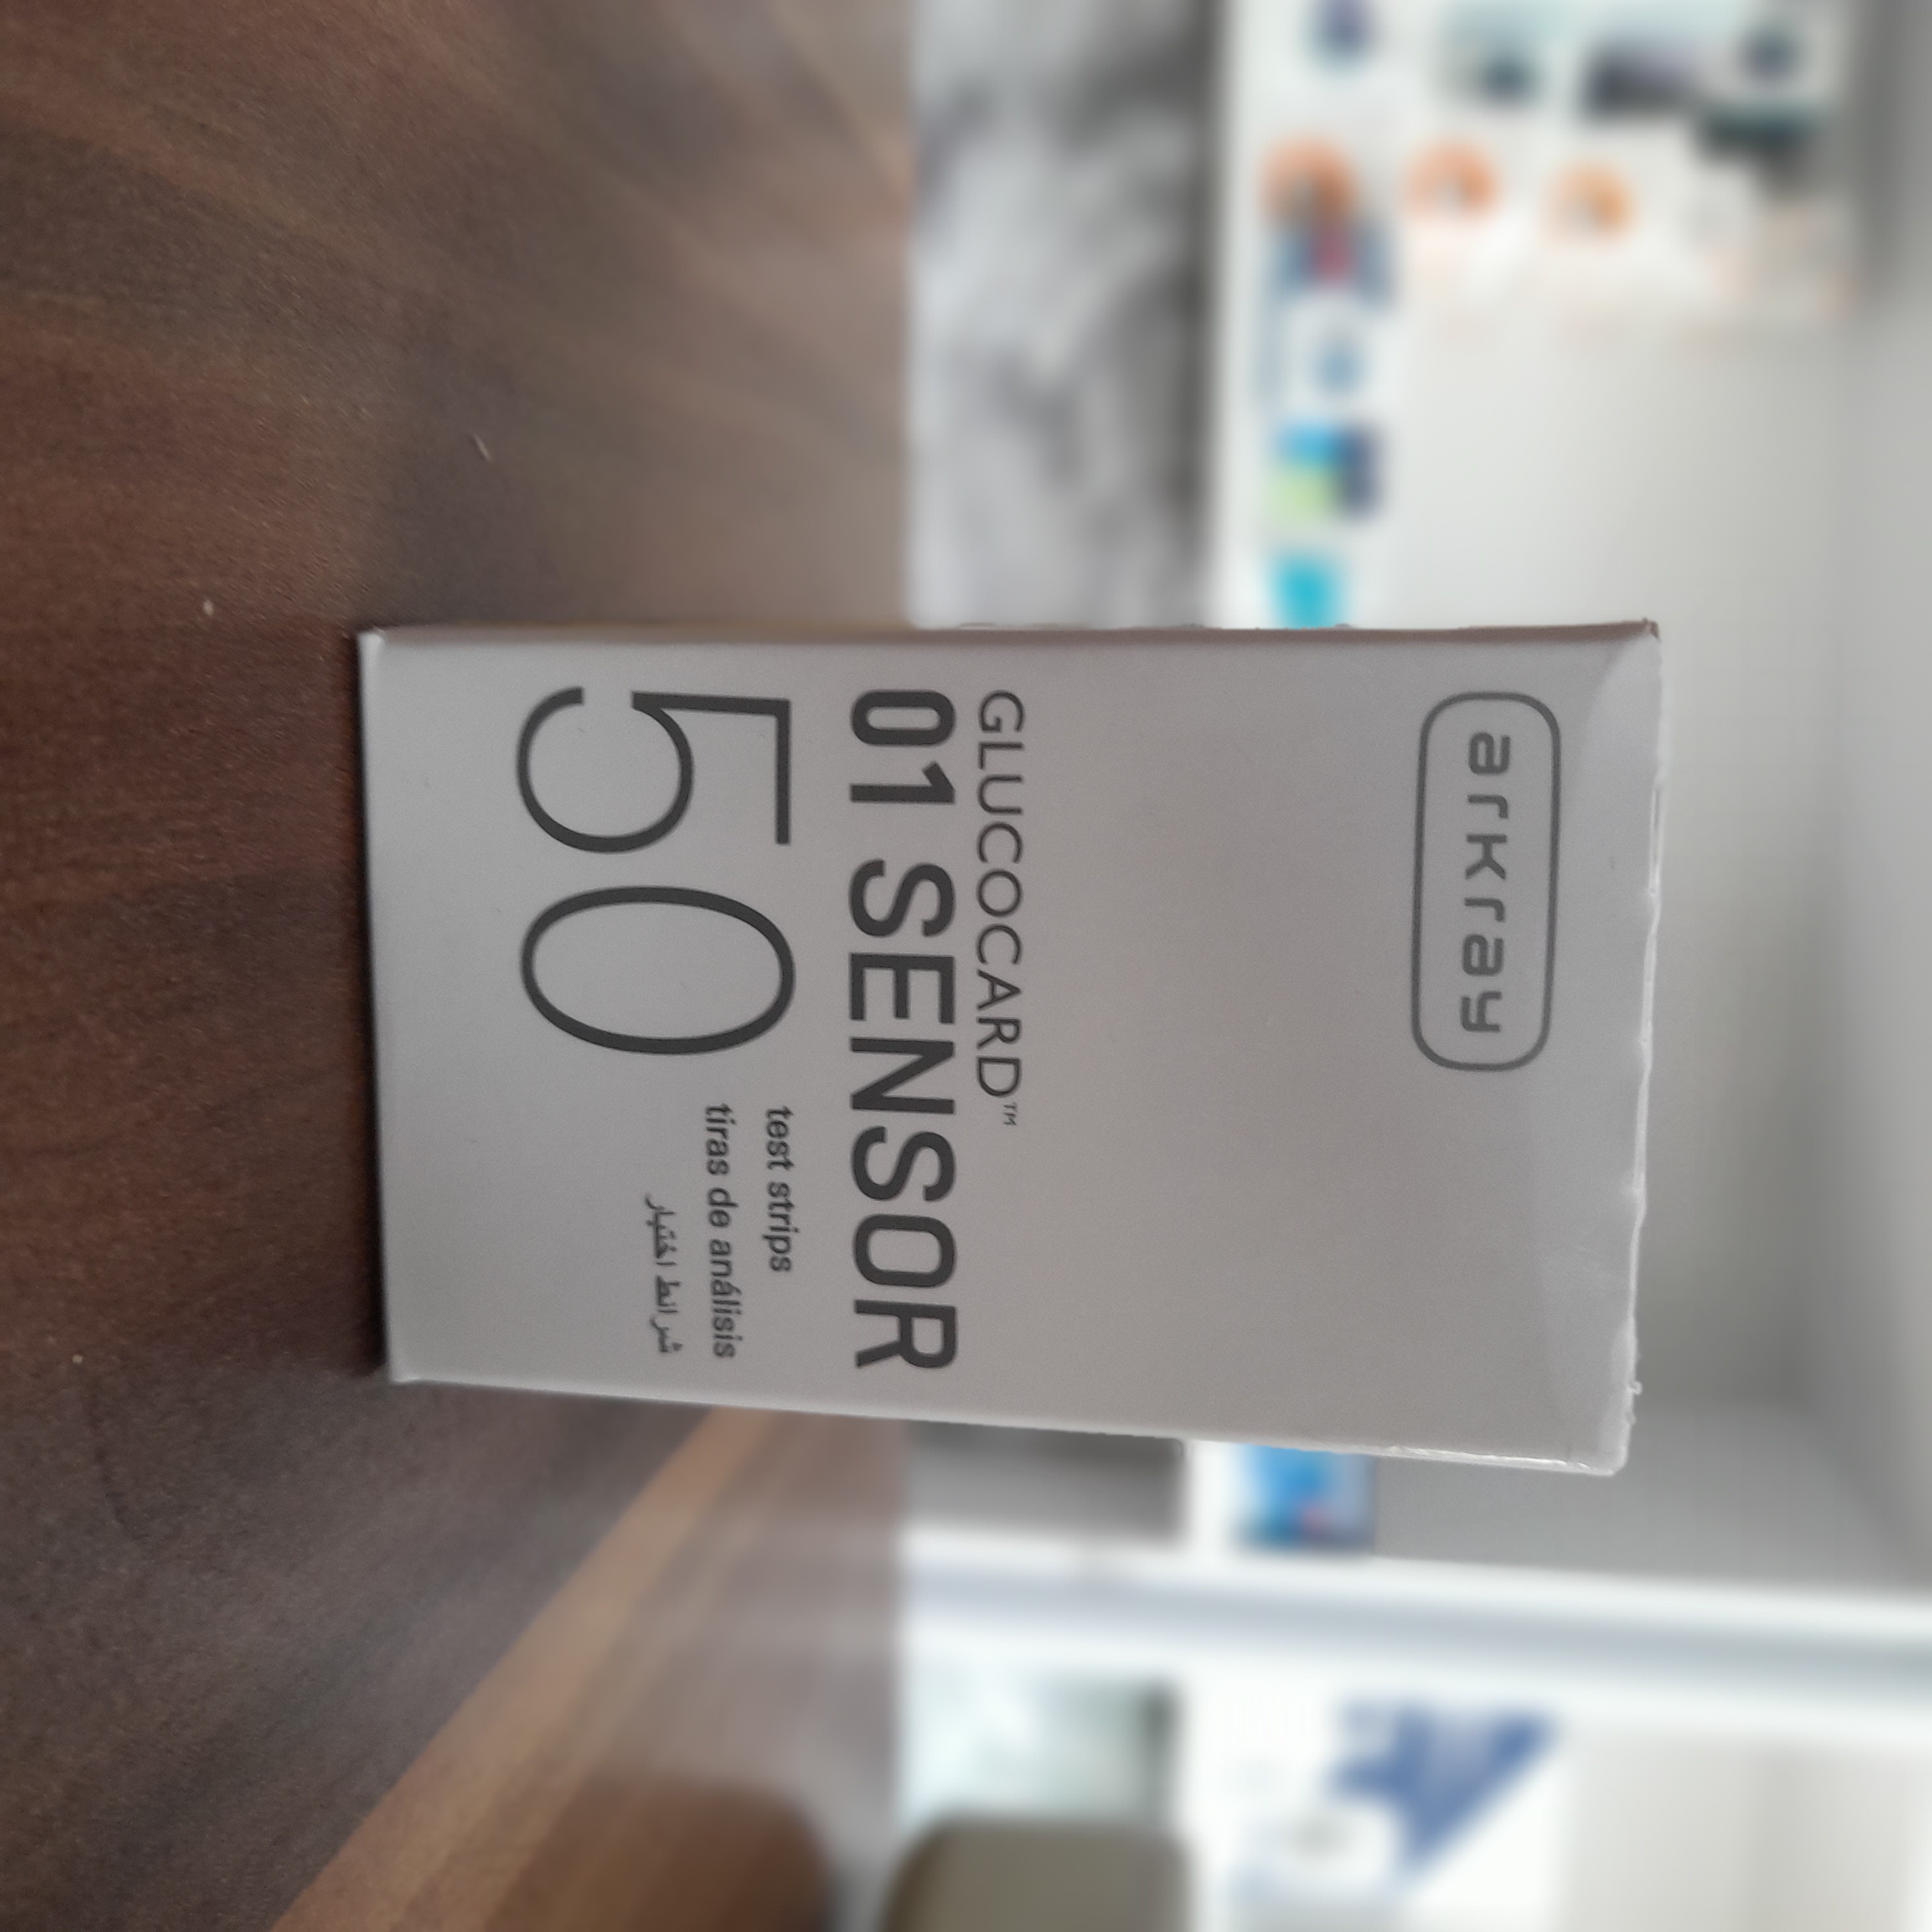 arkray
GLUCOCARD™
01 SENSOR
50
test strips
tiras de análisis
شرائط اختبار